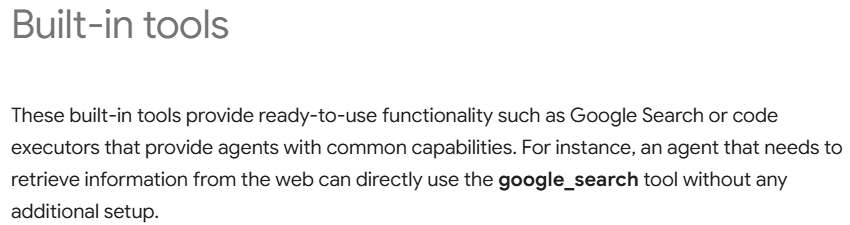 Built-in tools
These built-in tools provide ready-to-use functionality such as Google Search or code
executors that provide agents with common capabilities. For instance, an agent that needs to
retrieve information from the web can directly use the google_search tool without any
additional setup.